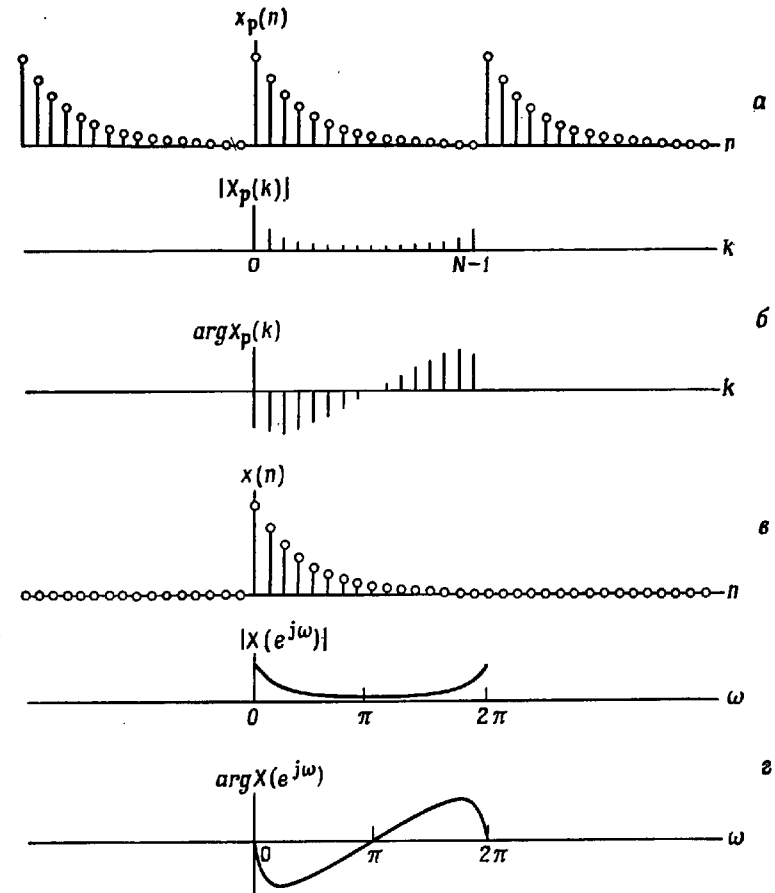 x_p(n)
а
n
|X_p(k)|
k
0 N-1
б
arg X_p(k)
k
x(n)
в
n
|X(e^{jω})|
ω
0 π 2π
г
arg X(e^{jω})
ω
0 π 2π